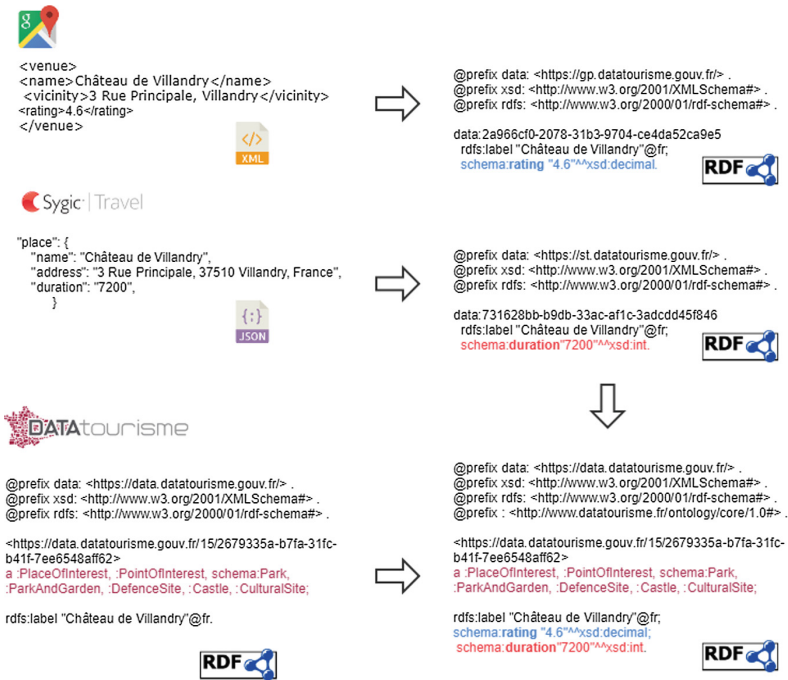 g
<venue>
<name>Château de Villandry</name>
<vicinity>3 Rue Principale, Villandry</vicinity>
<rating>4.6</rating>
</venue>
</>
XML
@prefix data: <https://gp.datatourisme.gouv.fr/> .
@prefix xsd: <http://www.w3.org/2001/XMLSchema#> .
@prefix rdfs: <http://www.w3.org/2000/01/rdf-schema#> .
data:2a966cf0-2078-31b3-9704-ce4da52ca9e5
rdfs:label "Château de Villandry"@fr;
schema:rating "4.6"^^xsd:decimal.
RDF
Sygic | Travel
"place": {
"name": "Château de Villandry",
"address": "3 Rue Principale, 37510 Villandry, France",
"duration": "7200",
}
{:}
JSON
@prefix data: <https://st.datatourisme.gouv.fr/> .
@prefix xsd: <http://www.w3.org/2001/XMLSchema#> .
@prefix rdfs: <http://www.w3.org/2000/01/rdf-schema#> .
data:731628bb-b9db-33ac-af1c-3adcdd45f846
rdfs:label "Château de Villandry"@fr;
schema:duration"7200"^^xsd:int.
RDF
DATAtourisme
@prefix data: <https://data.datatourisme.gouv.fr/> .
@prefix xsd: <http://www.w3.org/2001/XMLSchema#> .
@prefix rdfs: <http://www.w3.org/2000/01/rdf-schema#> .
<https://data.datatourisme.gouv.fr/15/2679335a-b7fa-31fc-
b41f-7ee6548aff62>
a :PlaceOfInterest, :PointOfInterest, schema:Park,
:ParkAndGarden, :DefenceSite, :Castle, :CulturalSite;
rdfs:label "Château de Villandry"@fr.
RDF
@prefix data: <https://data.datatourisme.gouv.fr/> .
@prefix xsd: <http://www.w3.org/2001/XMLSchema#> .
@prefix rdfs: <http://www.w3.org/2000/01/rdf-schema#> .
@prefix : <http://www.datatourisme.fr/ontology/core/1.0#> .
<https://data.datatourisme.gouv.fr/15/2679335a-b7fa-31fc-
b41f-7ee6548aff62>
a :PlaceOfInterest, :PointOfInterest, schema:Park,
:ParkAndGarden, :DefenceSite, :Castle, :CulturalSite;
rdfs:label "Château de Villandry"@fr;
schema:rating "4.6"^^xsd:decimal;
schema:duration"7200"^^xsd:int.
RDF